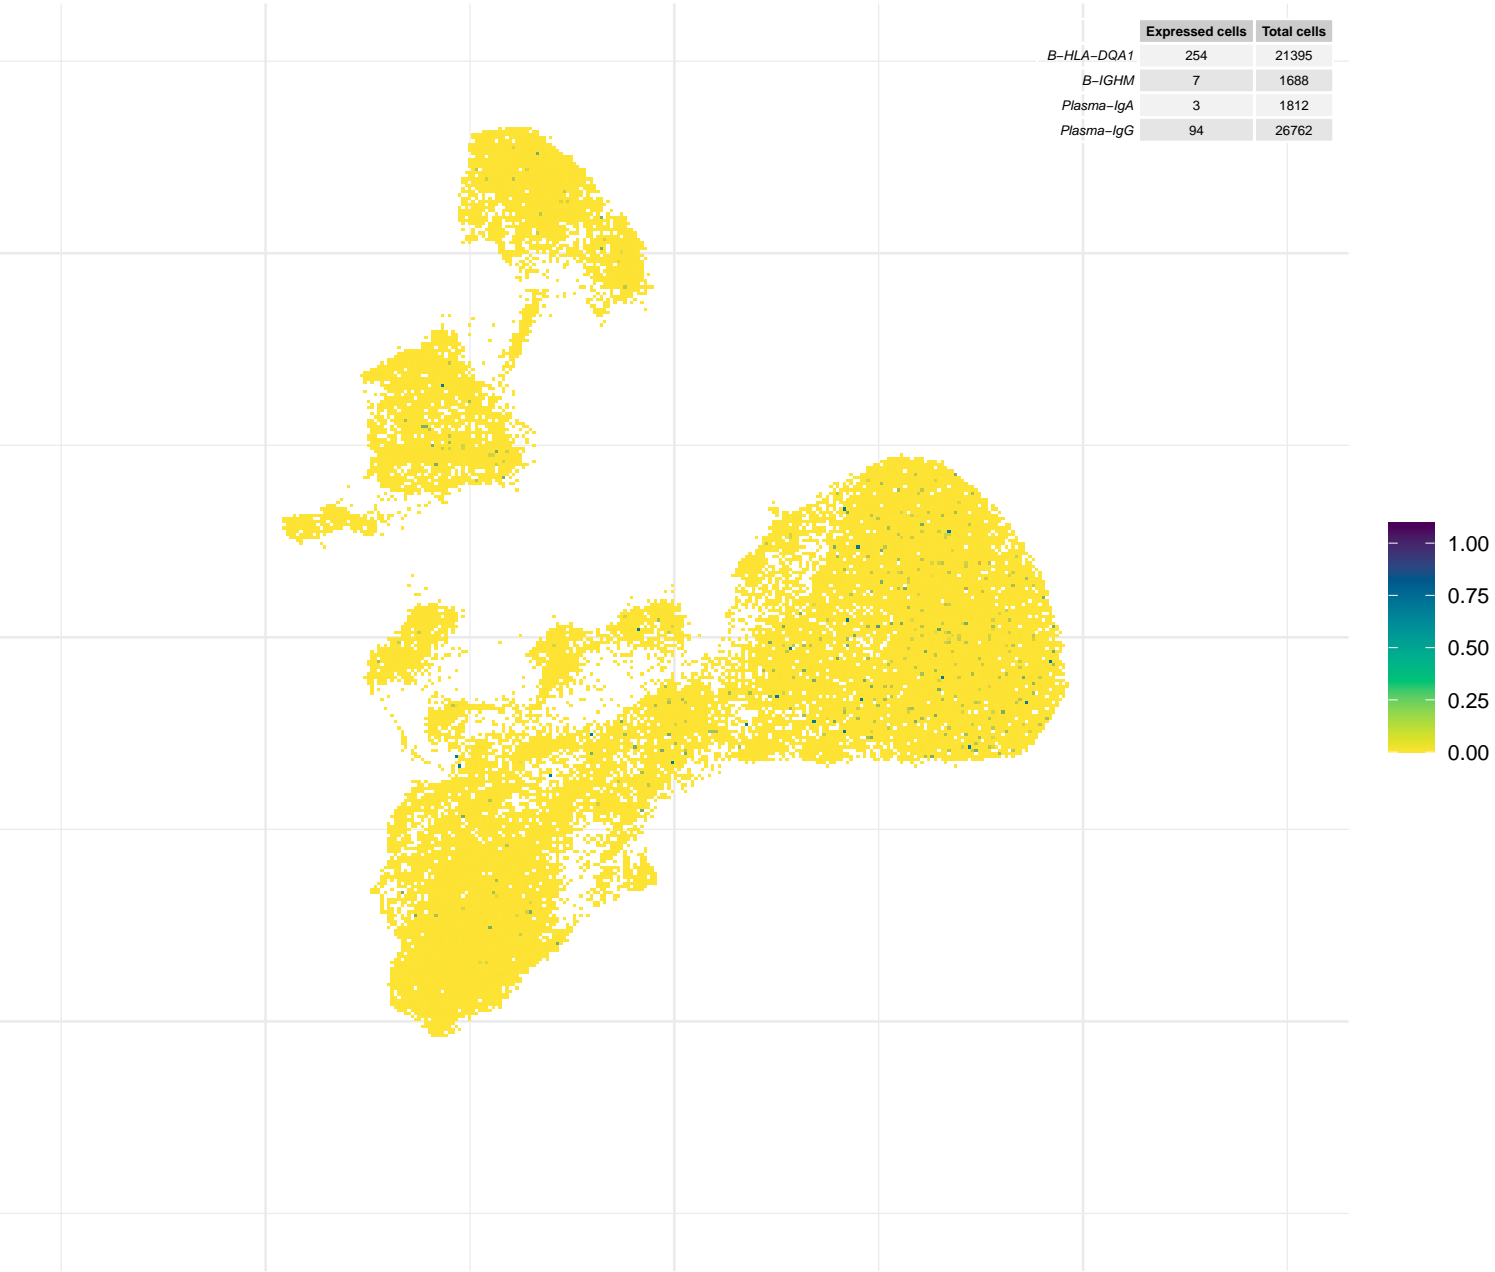 Expressed cells Total cells
B−HLA−DQA1 254 21395
B−IGHM 7 1688
Plasma−IgA 3 1812
Plasma−IgG 94 26762
1.00
0.75
0.50
0.25
0.00